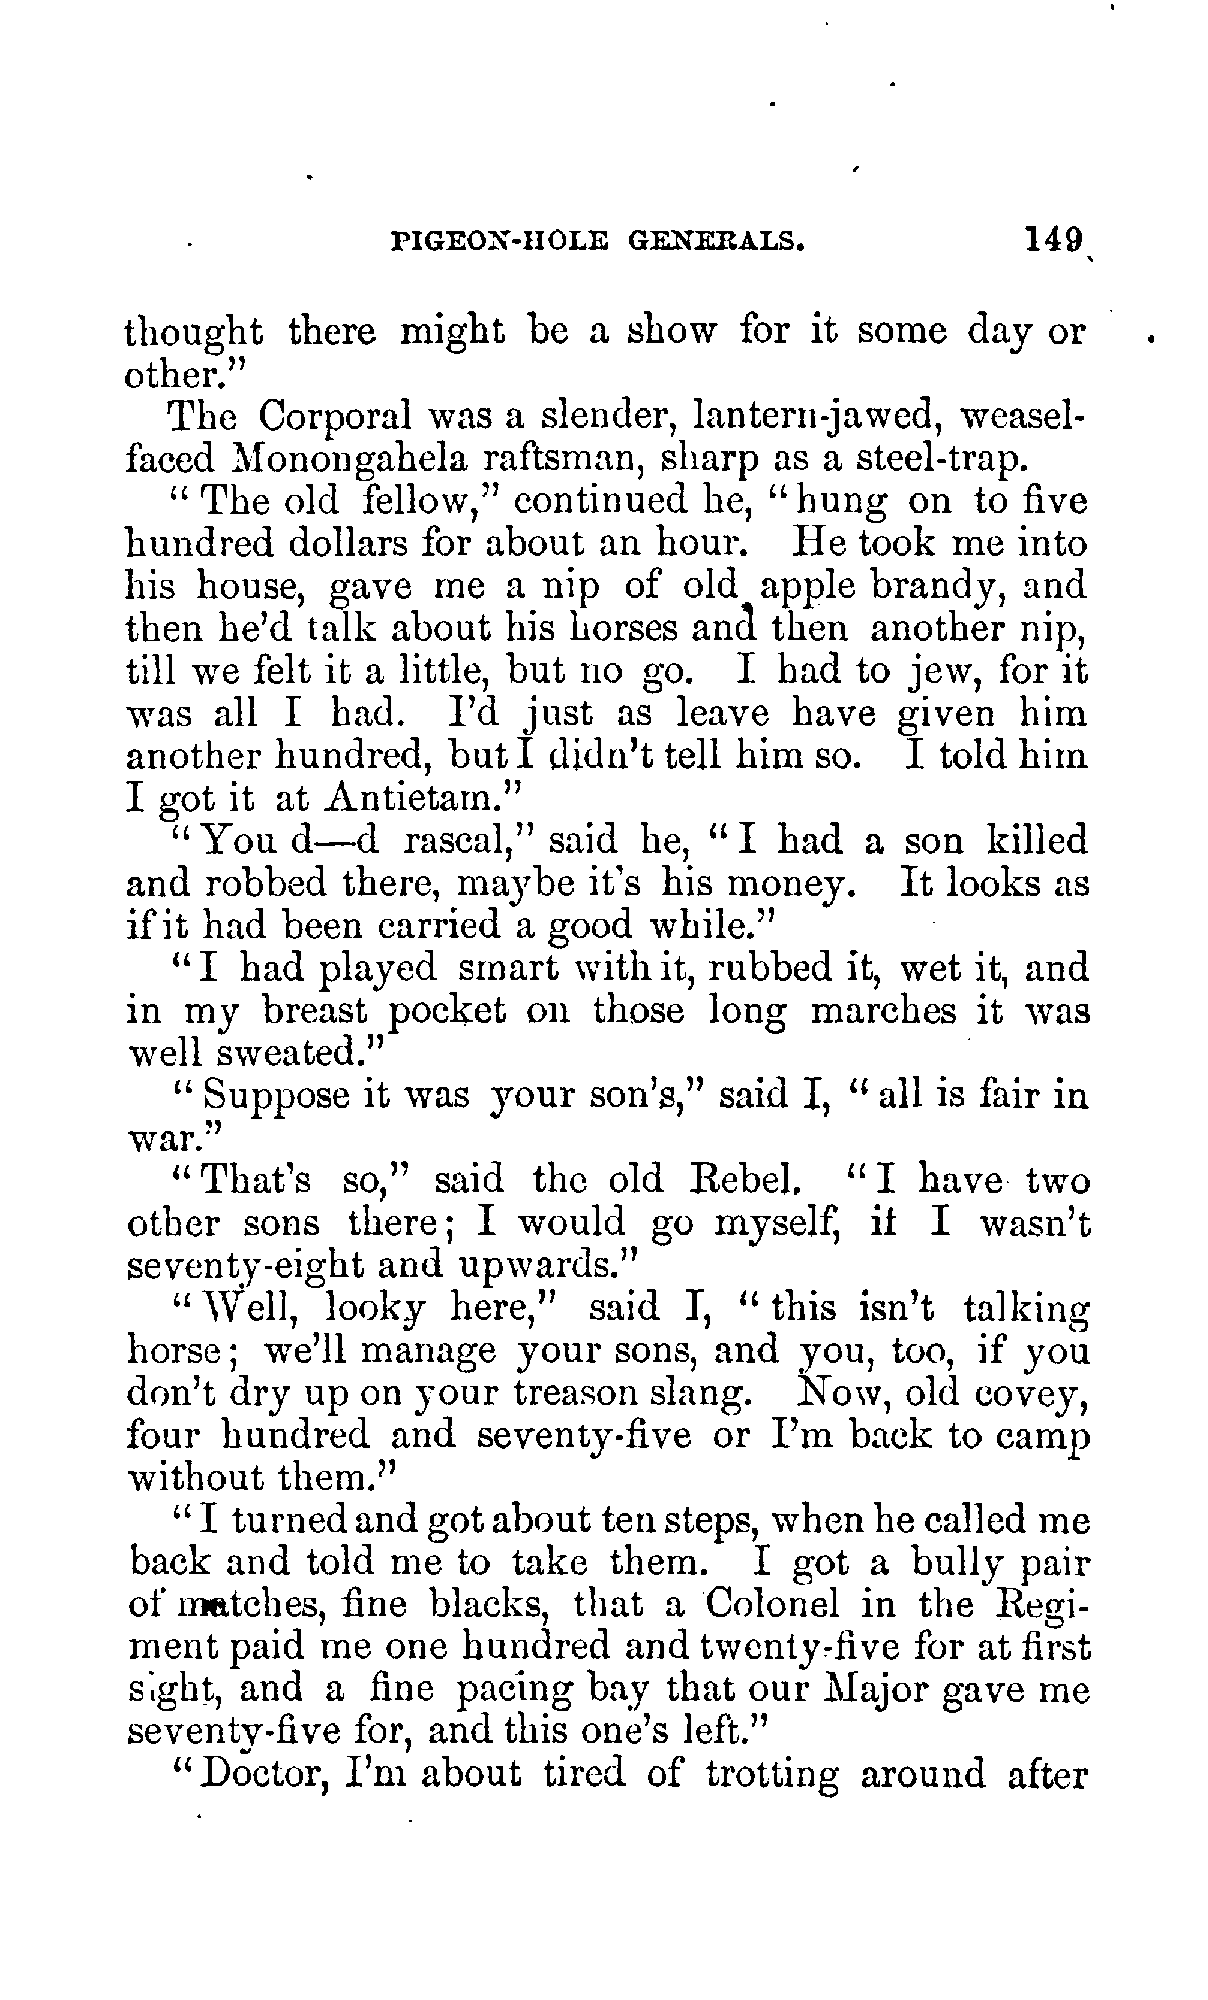 PIGEON-HOLE GENERALS. 149
thought there might be a show for it some day or
other."
The Corporal was a slender, lantern-jawed, weasel-
faced Monongahela raftsman, sharp as a steel-trap.
"The old fellow," continued he, "hung on to five
hundred dollars for about an hour. He took me into
his house, gave me a nip of old apple brandy, and
then he'd talk about his horses and then another nip,
till we felt it a little, but no go. I had to jew, for it
was all I had. I'd just as leave have given him
another hundred, but I didn't tell him so. I told him
I got it at Antietam."
"You d—d rascal," said he, "I had a son killed
and robbed there, maybe it's his money. It looks as
if it had been carried a good while."
"I had played smart with it, rubbed it, wet it, and
in my breast pocket on those long marches it was
well sweated."
"Suppose it was your son's," said I, "all is fair in
war."
"That's so," said the old Rebel. "I have two
other sons there; I would go myself, if I wasn't
seventy-eight and upwards."
"Well, looky here," said I, "this isn't talking
horse; we'll manage your sons, and you, too, if you
don't dry up on your treason slang. Now, old covey,
four hundred and seventy-five or I'm back to camp
without them."
"I turned and got about ten steps, when he called me
back and told me to take them. I got a bully pair
of matches, fine blacks, that a Colonel in the Regi-
ment paid me one hundred and twenty-five for at first
sight, and a fine pacing bay that our Major gave me
seventy-five for, and this one's left."
"Doctor, I'm about tired of trotting around after